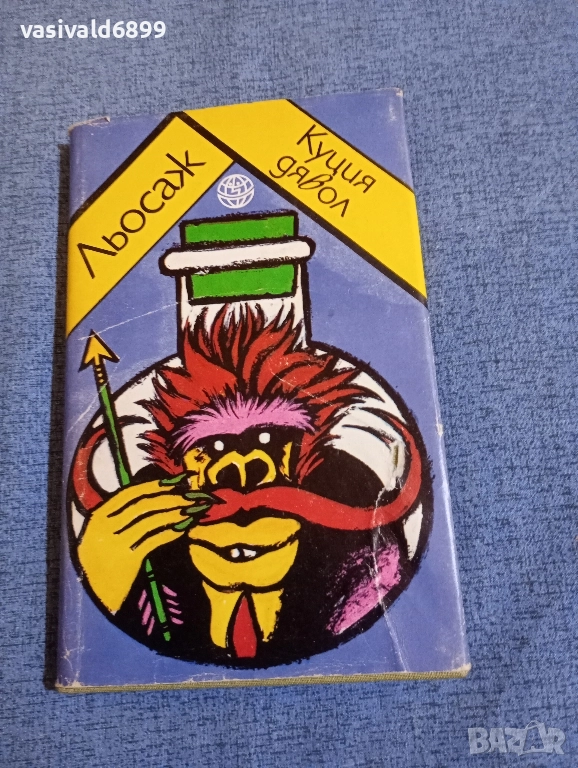 vasivald6899
Льосаж
Куция
дявол
BAZAR